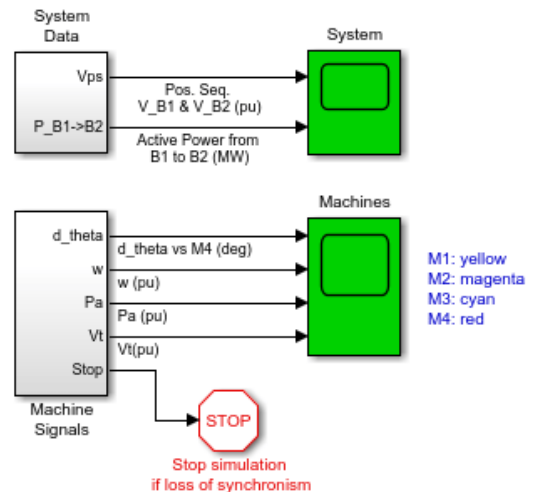 System
Data
System
Vps
Pos. Seq.
V_B1 & V_B2 (pu)
P_B1->B2
Active Power from
B1 to B2 (MW)
Machines
d_theta
d_theta vs M4 (deg)
w
w (pu)
Pa
Pa (pu)
Vt
Vt(pu)
Stop
M1: yellow
M2: magenta
M3: cyan
M4: red
Machine
Signals
STOP
Stop simulation
if loss of synchronism